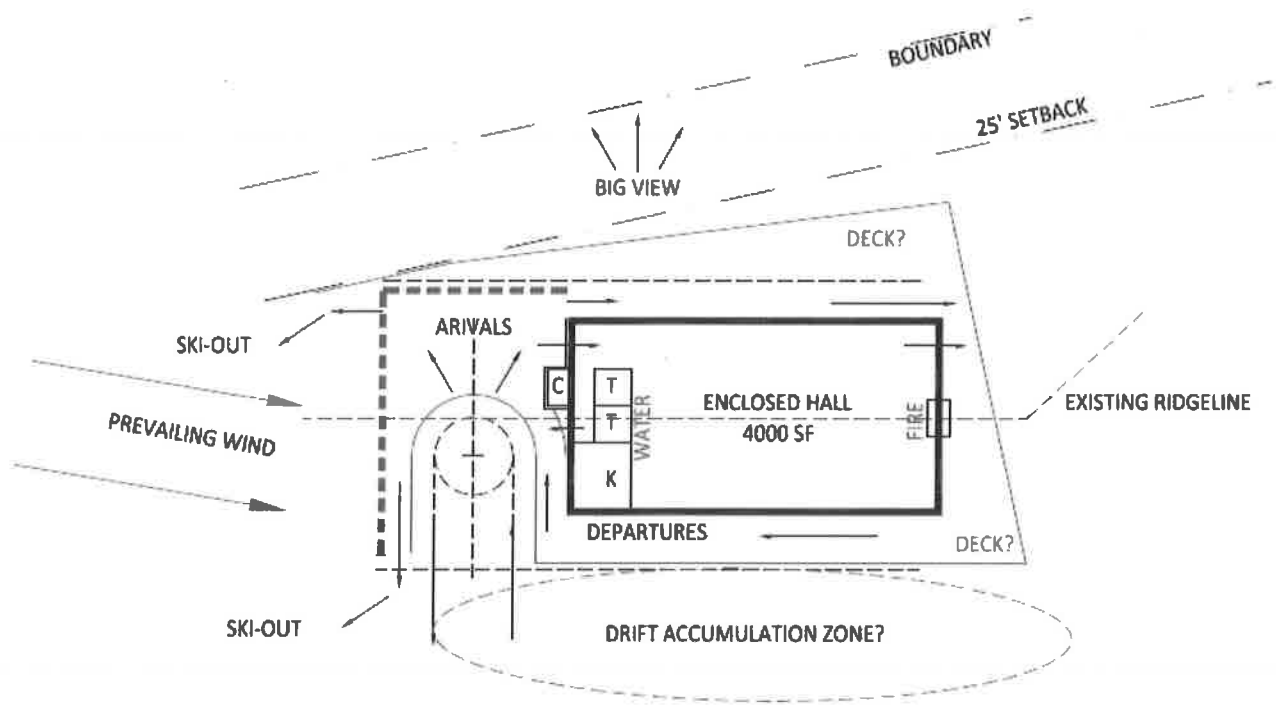 BOUNDARY
25' SETBACK
BIG VIEW
DECK?
SKI-OUT
ARIVALS
PREVAILING WIND
C
T
T
K
WATER
ENCLOSED HALL
4000 SF
FIRE
EXISTING RIDGELINE
DEPARTURES
DECK?
SKI-OUT
DRIFT ACCUMULATION ZONE?